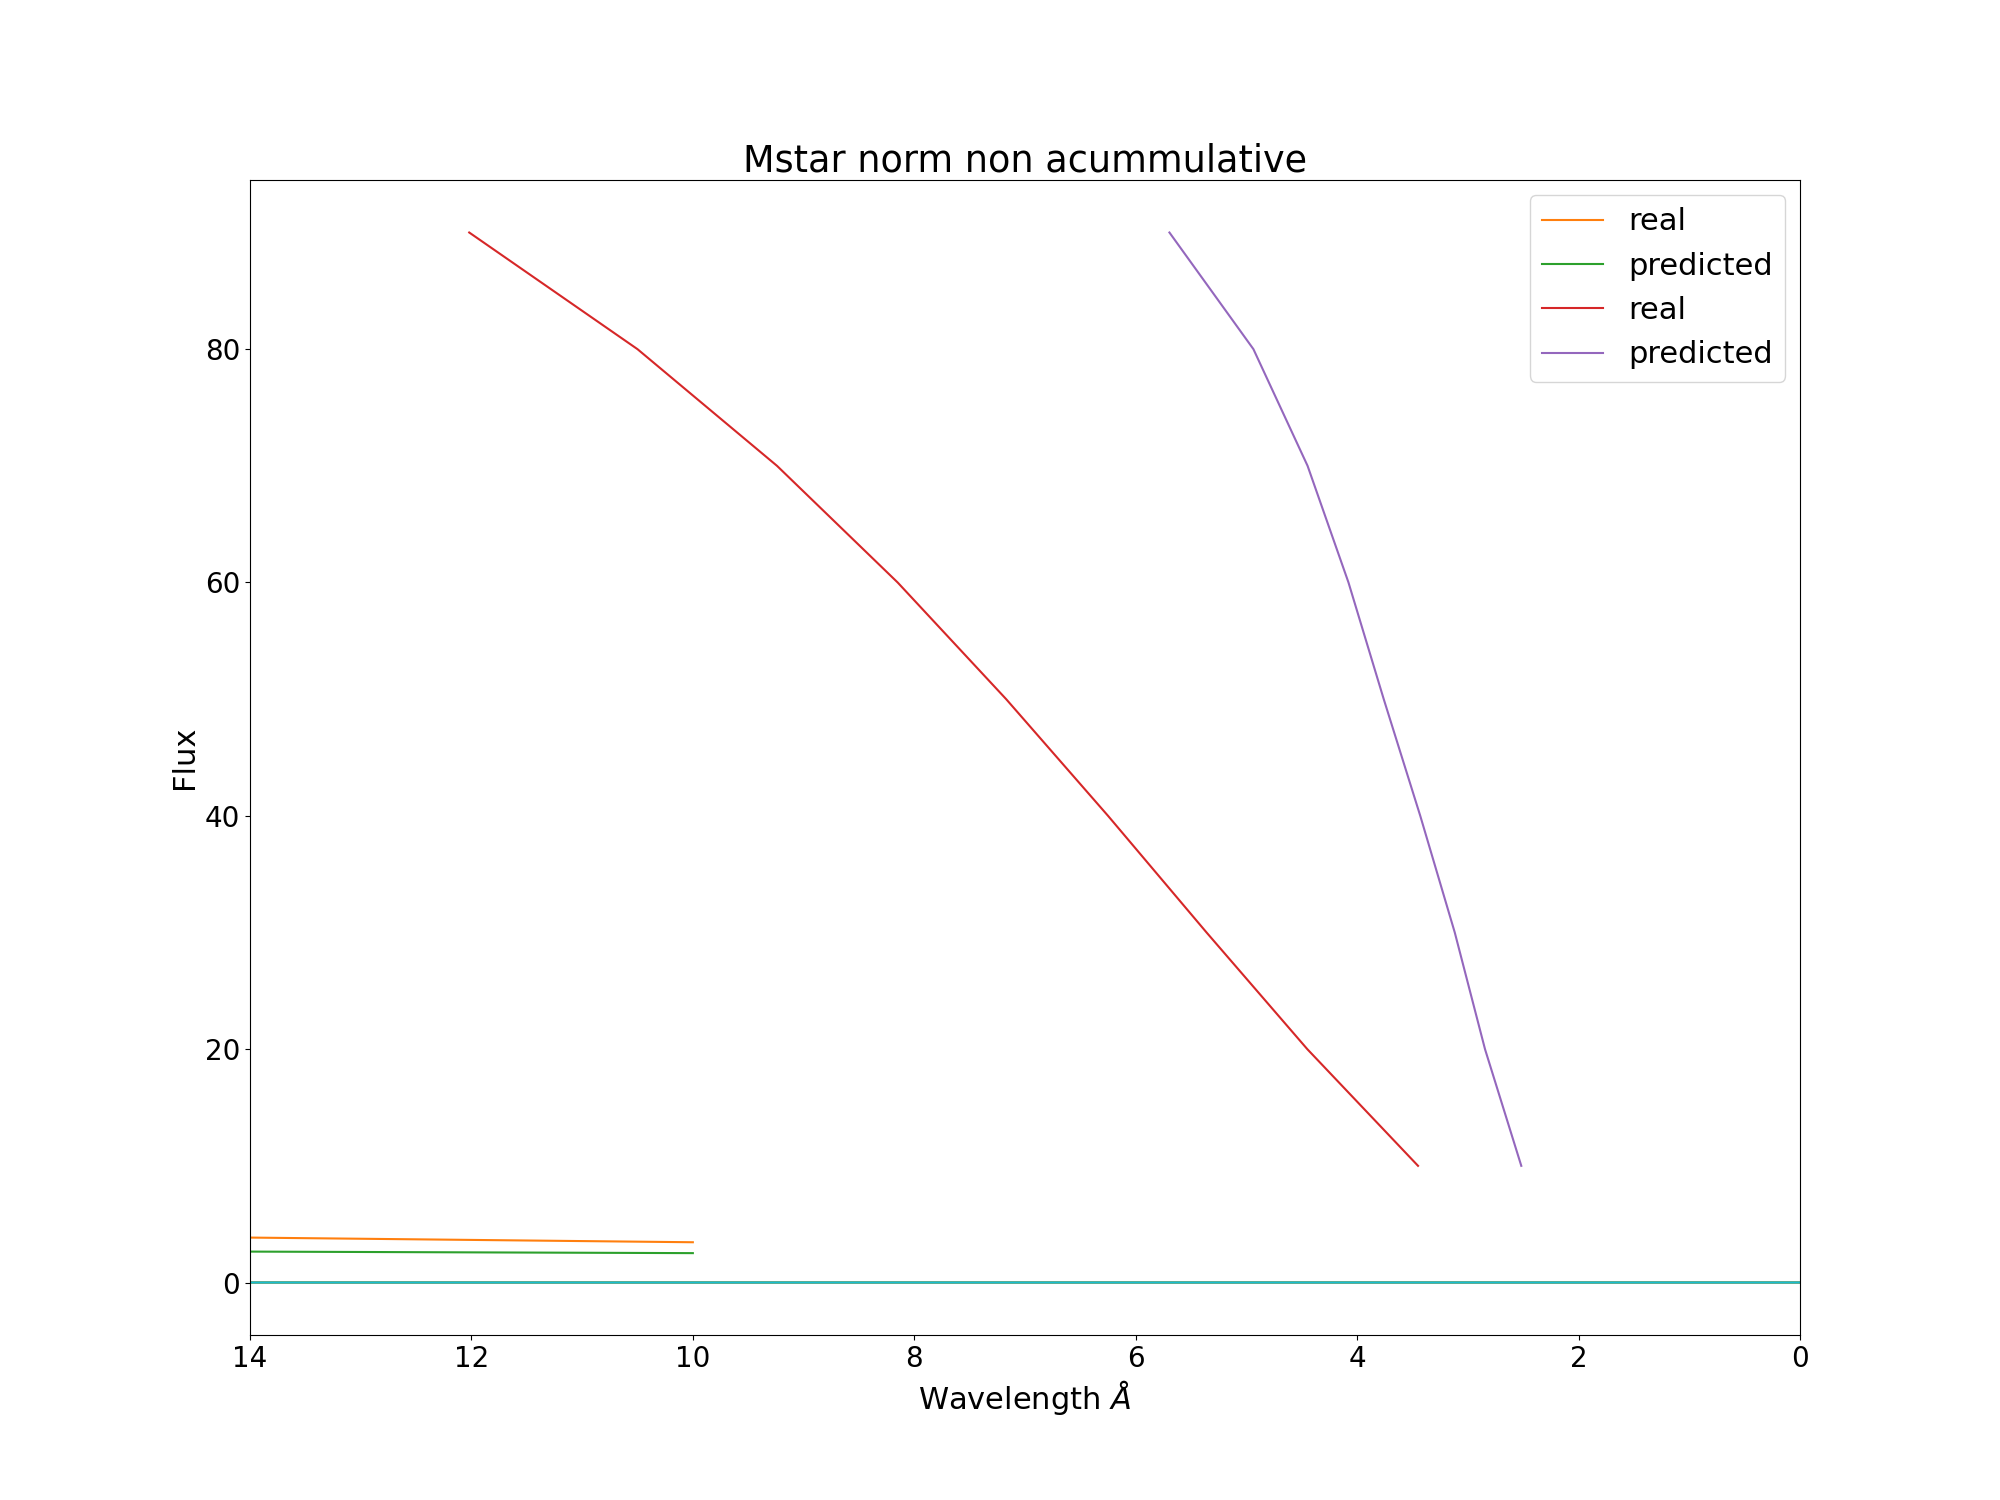 Mstar norm non acummulative
real
predicted
real
predicted
80
60
40
20
0
Flux
14 12 10 8 6 4 2 0
Wavelength Å